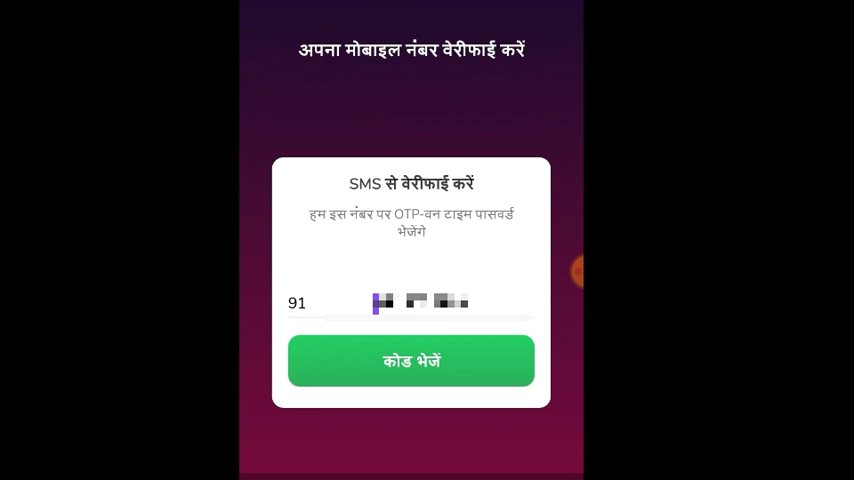 अपना मोबाइल नंबर वेरीफाई करें
SMS से वेरीफाई करें
हम इस नंबर पर OTP-वन टाइम पासवर्ड
भेजेंगे
91
कोड भेजें